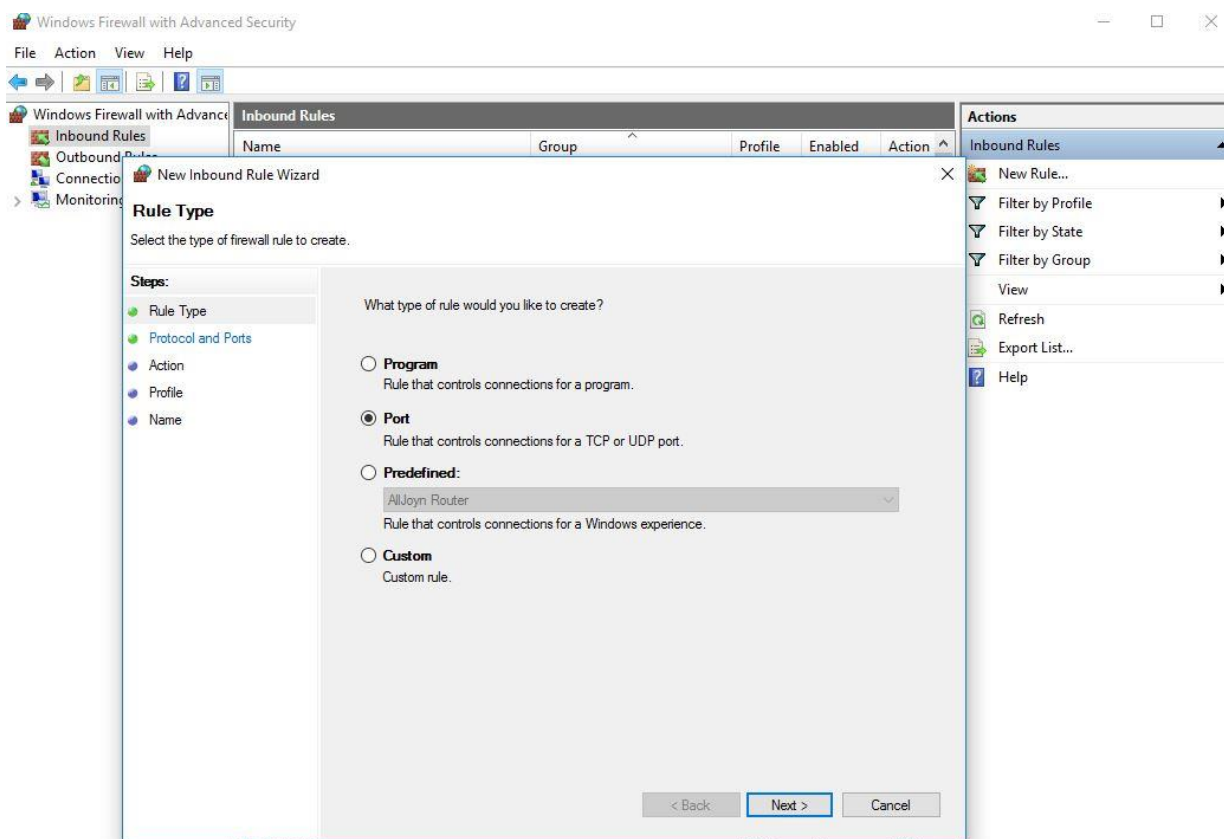 Windows Firewall with Advanced Security
File Action View Help
Windows Firewall with Advance
Inbound Rules
Outbound Rules
Connectio
Monitoring
Inbound Rules
Name Group Profile Enabled Action
Actions
Inbound Rules
New Rule...
Filter by Profile
Filter by State
Filter by Group
View
Refresh
Export List...
Help
New Inbound Rule Wizard
Rule Type
Select the type of firewall rule to create.
Steps:
Rule Type
Protocol and Ports
Action
Profile
Name
What type of rule would you like to create?
Program
Rule that controls connections for a program.
Port
Rule that controls connections for a TCP or UDP port.
Predefined:
AllJoyn Router
Rule that controls connections for a Windows experience.
Custom
Custom rule.
< Back Next > Cancel